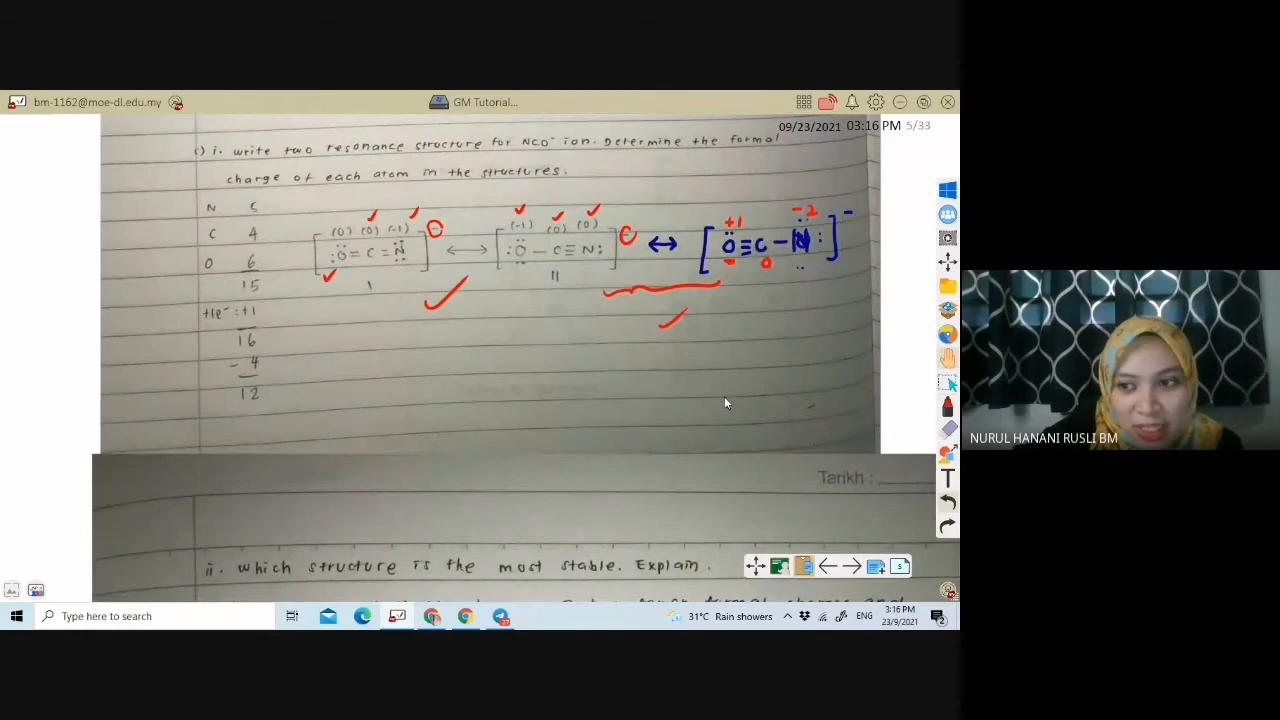 bm-1162@moe-dl.edu.my
GM Tutorial...
09/23/2021 03:16 PM 5/33
c) i. write two resonance structure for NCO⁻ ion. Determine the formal
charge of each atom in the structures.
N 5
C 4
O 6
15
+1e⁻ : +1
16
- 4
12
(0) (0) (-1)
[:Ö = C = N̈:]⁻
I
↔
(-1) (0) (0)
[:Ö - C ≡ N:]⁻
II
↔
+1 -2
[Ö ≡ C - N:]⁻
0
Tarikh :
ii. which structure is the most stable. Explain.
NURUL HANANI RUSLI BM
T
Type here to search
27
31°C Rain showers
ENG
3:16 PM
23/9/2021
2